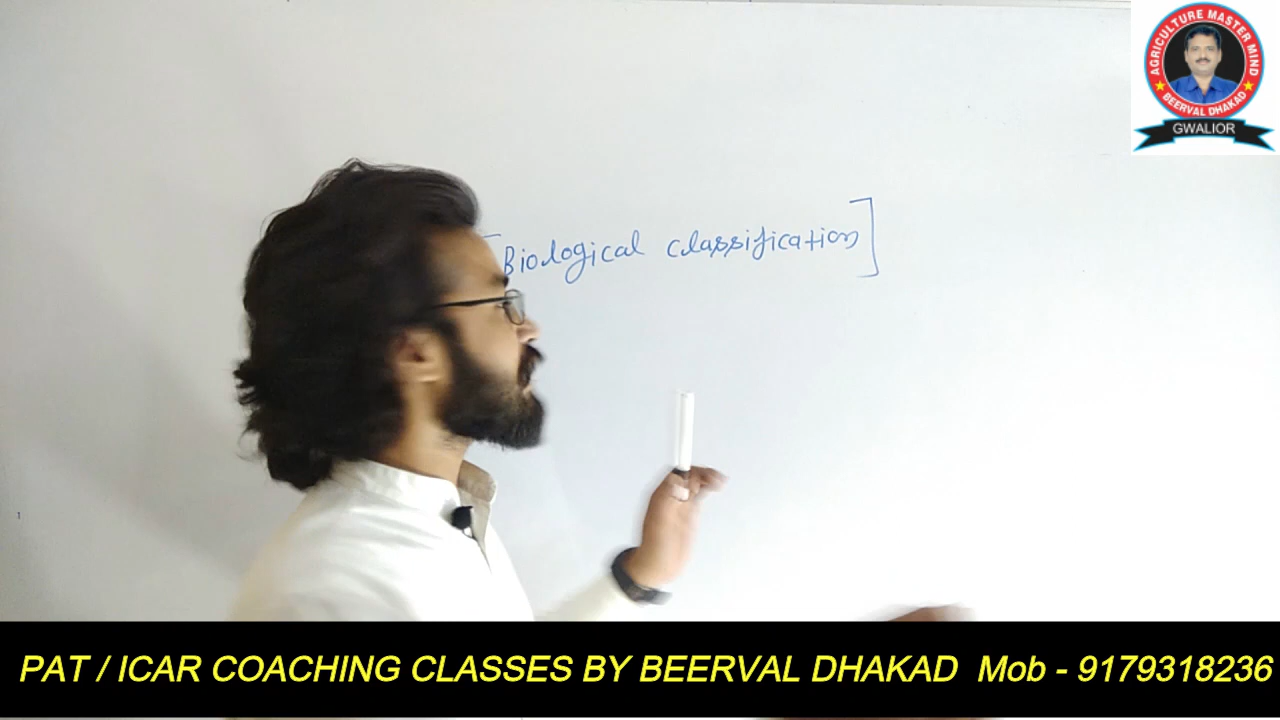 AGRICULTURE MASTER MIND
BEERVAL DHAKAD
GWALIOR
[Biological classification]
PAT / ICAR COACHING CLASSES BY BEERVAL DHAKAD Mob - 9179318236